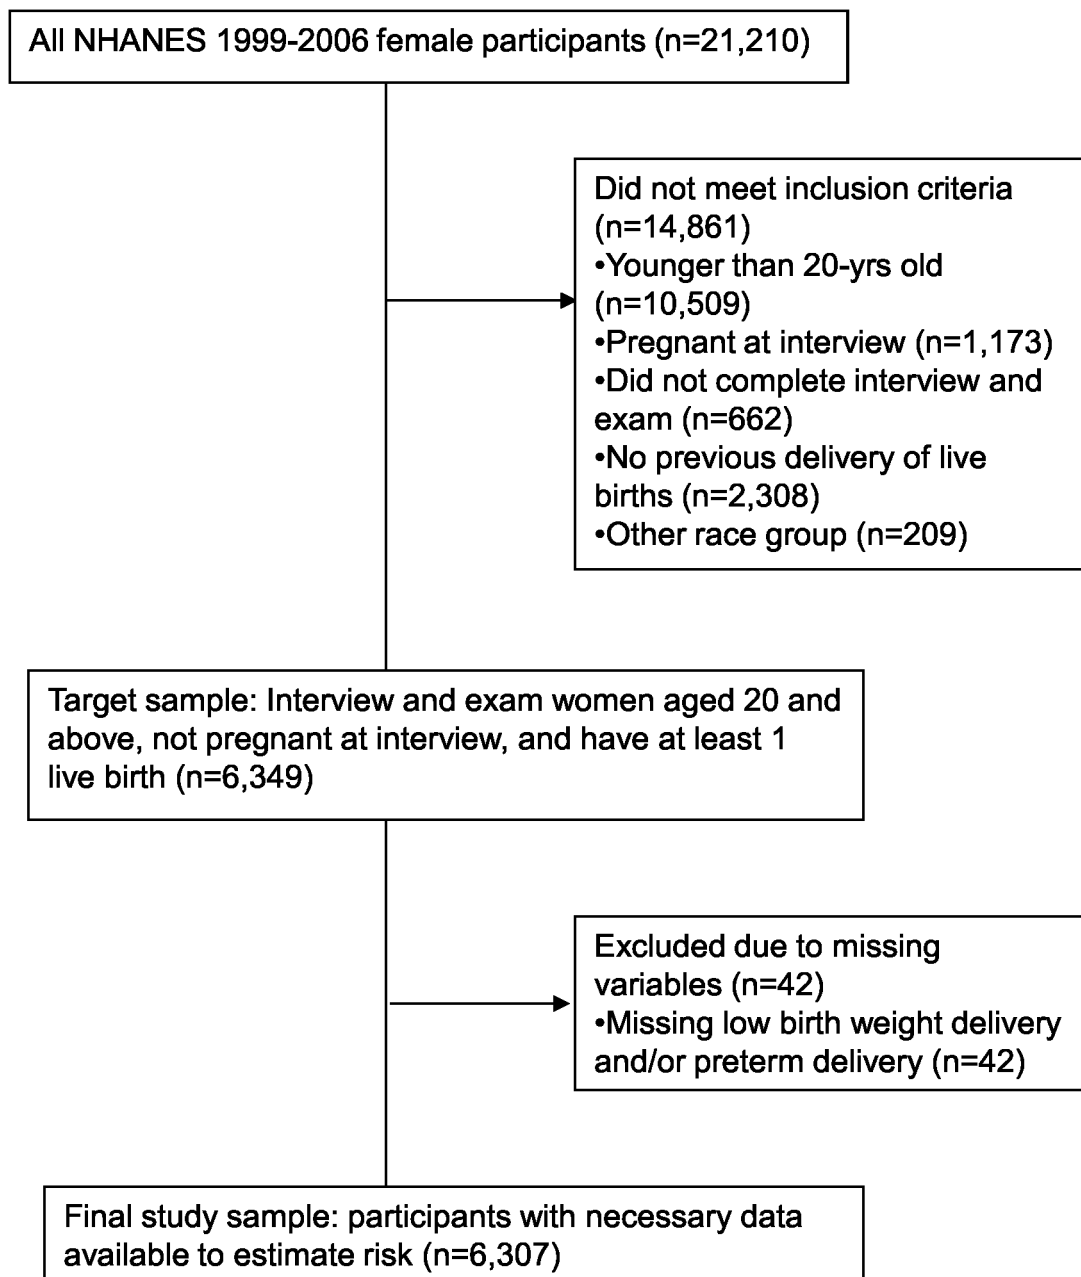 All NHANES 1999-2006 female participants (n=21,210)
Did not meet inclusion criteria
(n=14,861)
•Younger than 20-yrs old
(n=10,509)
•Pregnant at interview (n=1,173)
•Did not complete interview and
exam (n=662)
•No previous delivery of live
births (n=2,308)
•Other race group (n=209)
Target sample: Interview and exam women aged 20 and
above, not pregnant at interview, and have at least 1
live birth (n=6,349)
Excluded due to missing
variables (n=42)
•Missing low birth weight delivery
and/or preterm delivery (n=42)
Final study sample: participants with necessary data
available to estimate risk (n=6,307)